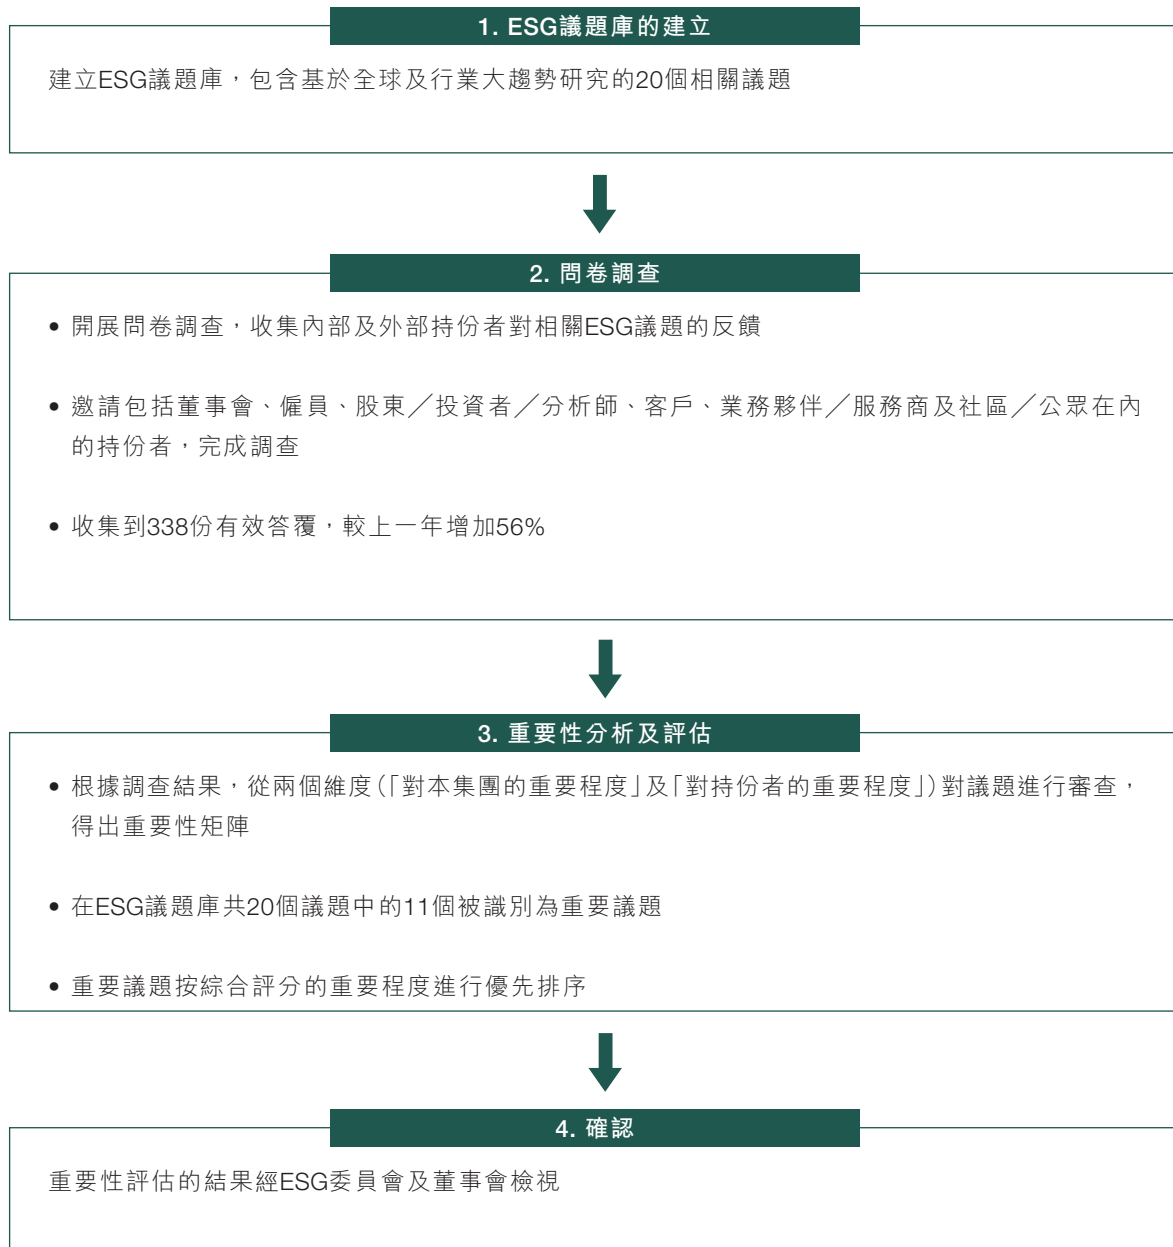 1. ESG議題庫的建立
建立ESG議題庫，包含基於全球及行業大趨勢研究的20個相關議題
2. 問卷調查
• 開展問卷調查，收集內部及外部持份者對相關ESG議題的反饋
• 邀請包括董事會、僱員、股東／投資者／分析師、客戶、業務夥伴／服務商及社區／公眾在內
的持份者，完成調查
• 收集到338份有效答覆，較上一年增加56%
3. 重要性分析及評估
• 根據調查結果，從兩個維度（「對本集團的重要程度」及「對持份者的重要程度」）對議題進行審查，
得出重要性矩陣
• 在ESG議題庫共20個議題中的11個被識別為重要議題
• 重要議題按綜合評分的重要程度進行優先排序
4. 確認
重要性評估的結果經ESG委員會及董事會檢視